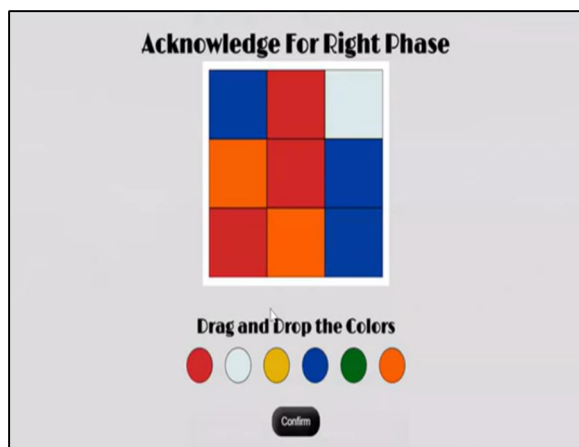 Acknowledge For Right Phase
Drag and Drop the Colors
Confirm